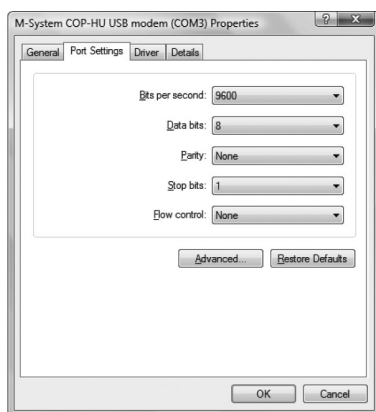 M-System COP-HU USB modem (COM3) Properties
General Port Settings Driver Details
Bits per second: 9600
Data bits: 8
Parity: None
Stop bits: 1
Flow control: None
Advanced... Restore Defaults
OK Cancel